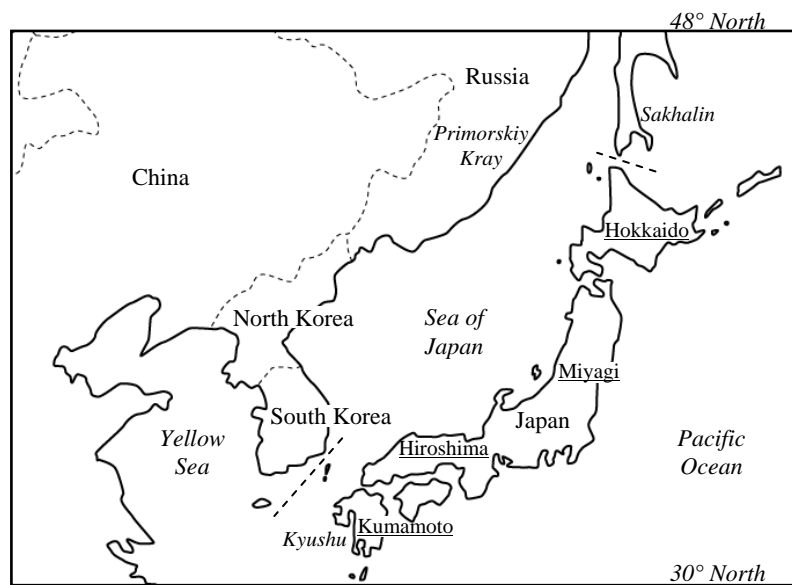 48° North
Russia
Sakhalin
Primorskiy
Kray
China
Hokkaido
North Korea
Sea of
Japan
Miyagi
South Korea
Japan
Yellow
Sea
Hiroshima
Pacific
Ocean
Kyushu
Kumamoto
30° North